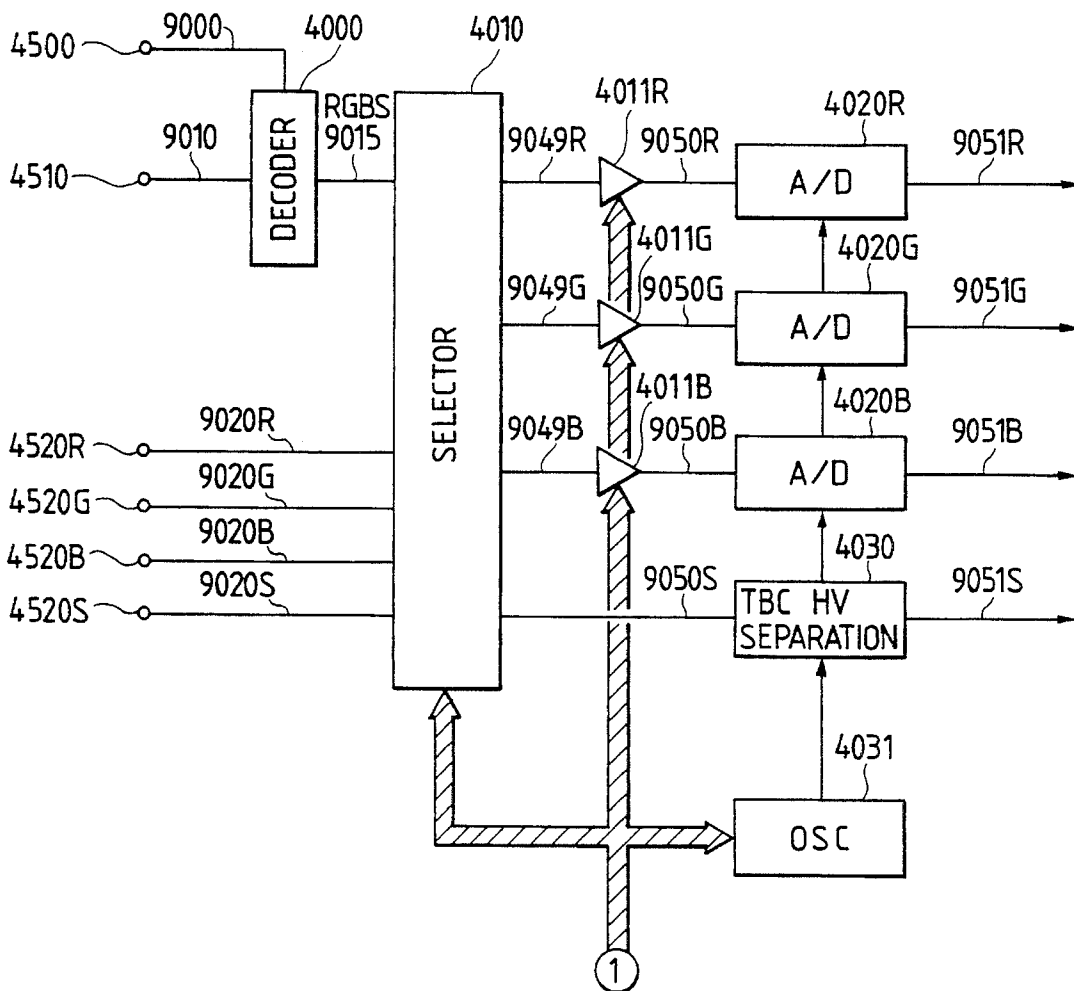 9000
4000
4010
4500
4011R
4020R
RGBS
9010
9015
9049R
9050R
9051R
4510
DECODER
A/D
4011G
4020G
9049G
9050G
9051G
A/D
SELECTOR
4011B
4020B
9020R
9049B
9050B
9051B
4520R
A/D
9020G
4520G
9020B
4030
4520B
9020S
9050S
9051S
4520S
TBC HV
SEPARATION
4031
OSC
1